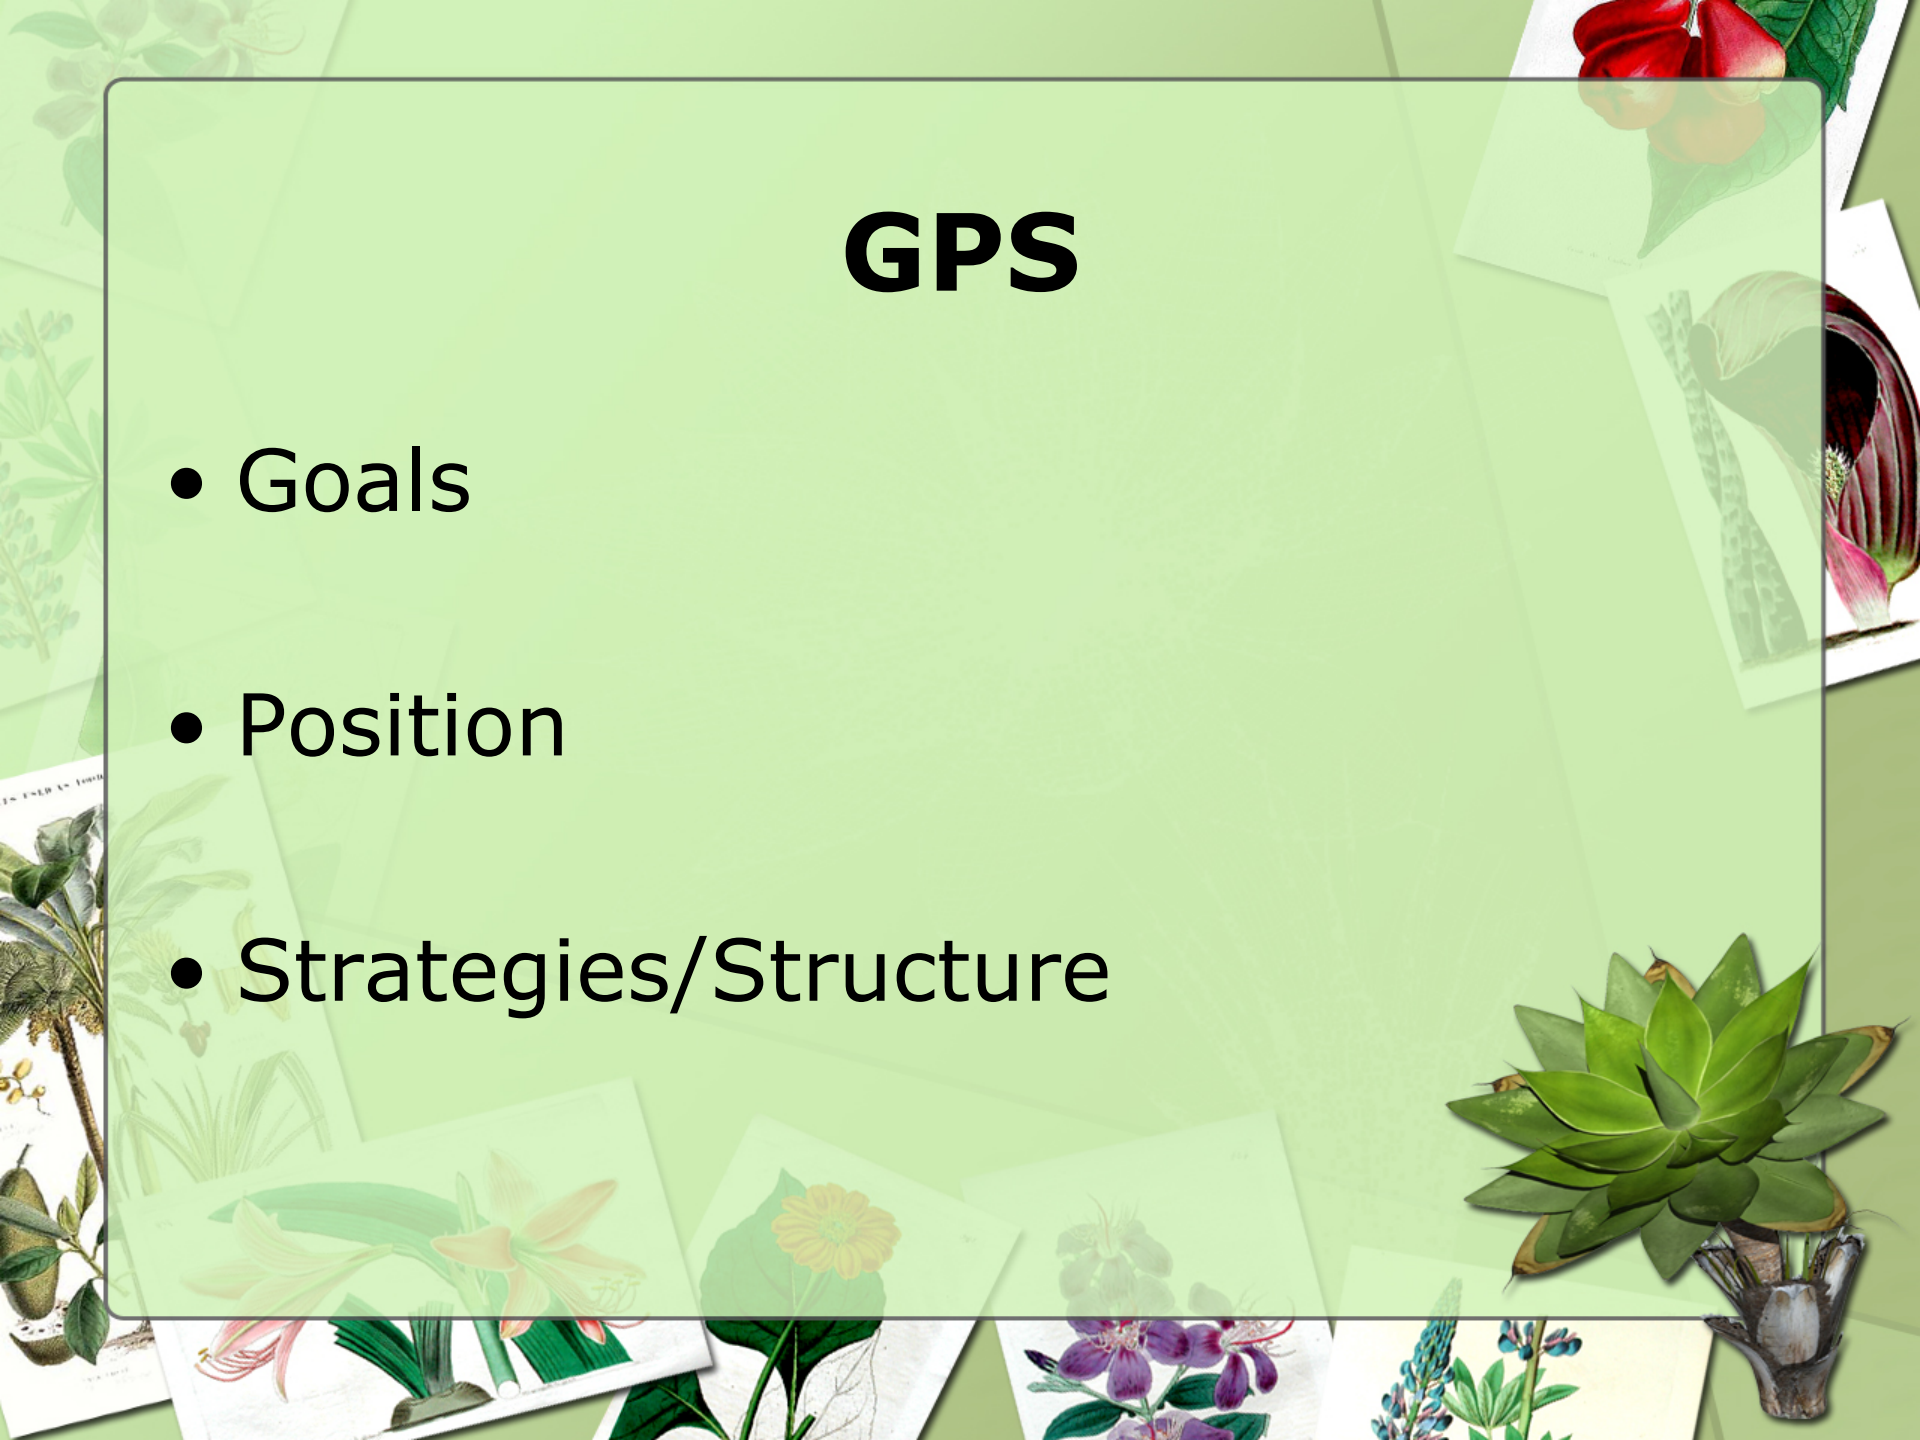 GPS
• Goals
• Position
• Strategies/Structure